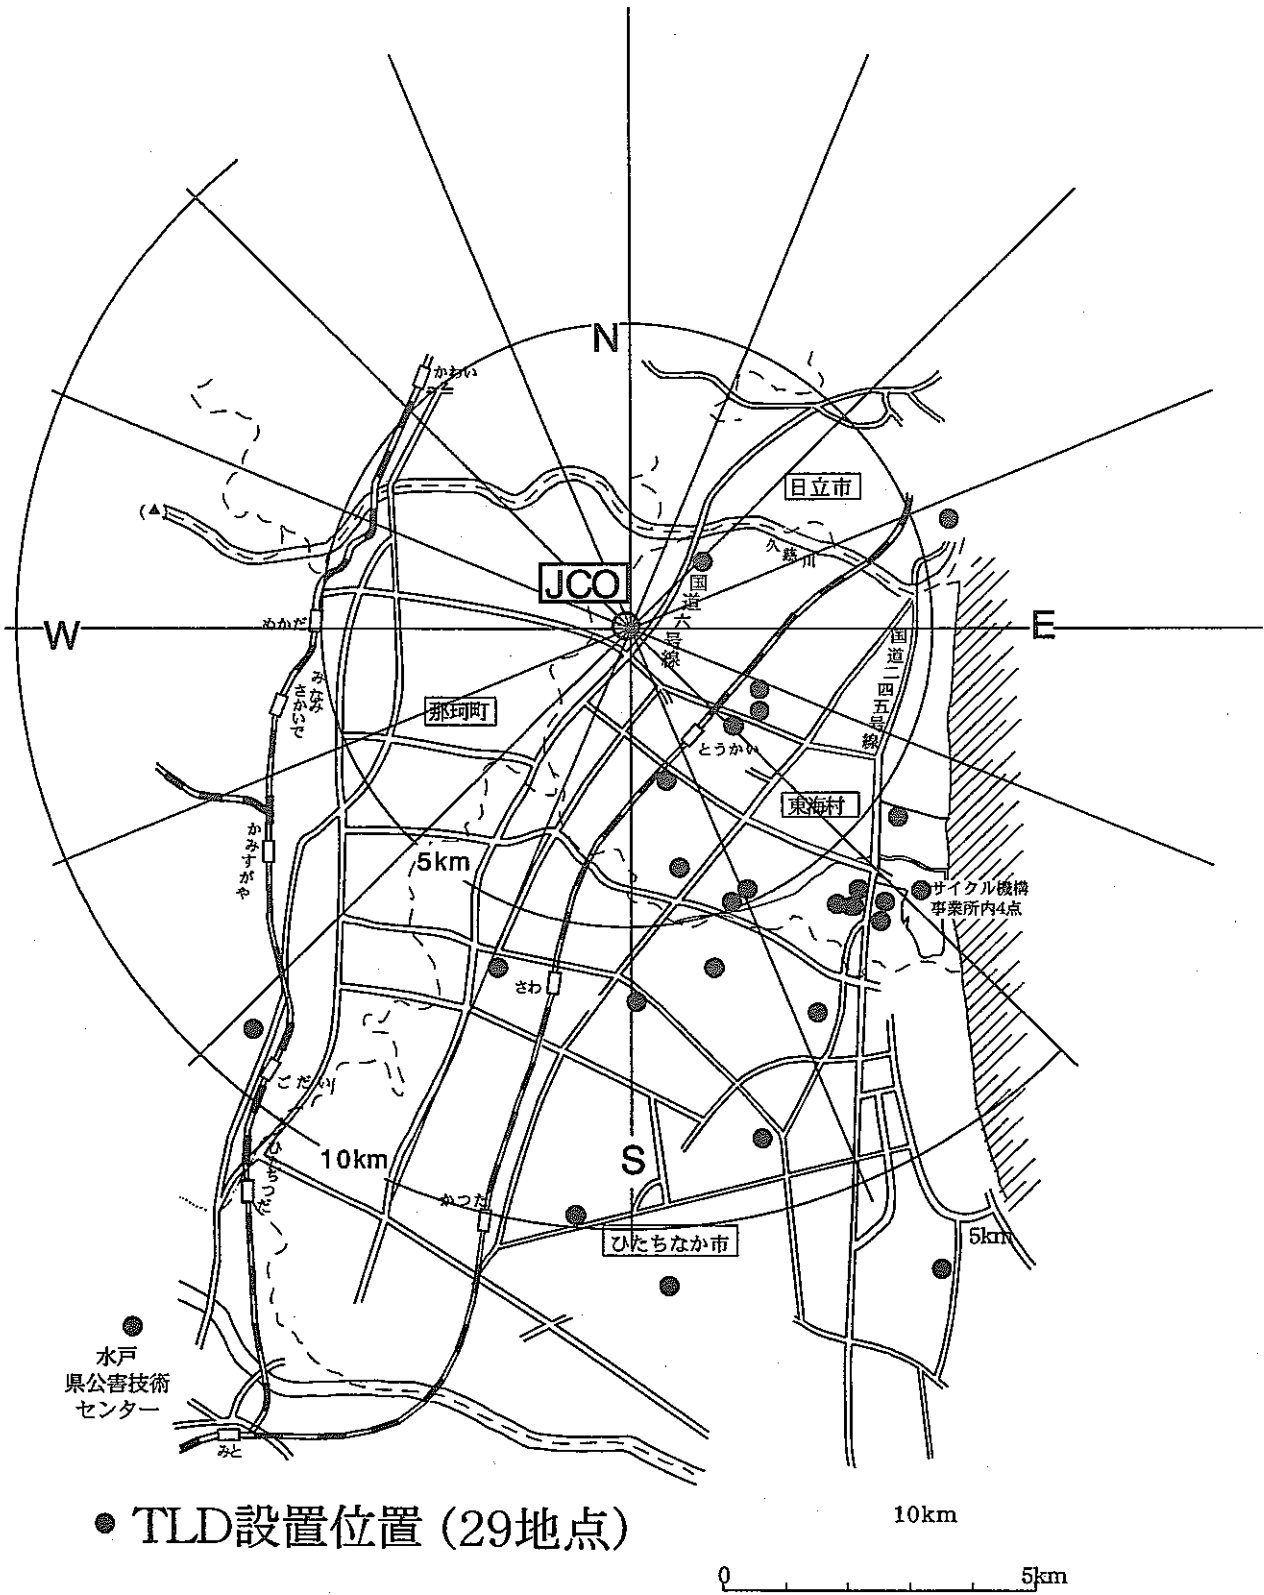 N
かわい
日立市
(▲)
久慈川
JCO
国道六号線
W
ぬかだ
E
国道二四五号線
みなみ
さかいで
那珂町
とうかい
東海村
かみすがや
5km
サイクル機構
事業所内4点
さわ
ごだい
10km
S
ひたちつだ
かつた
ひたちなか市
5km
水戸
県公害技術
センター
みと
● TLD設置位置 (29地点)
10km
0
5km